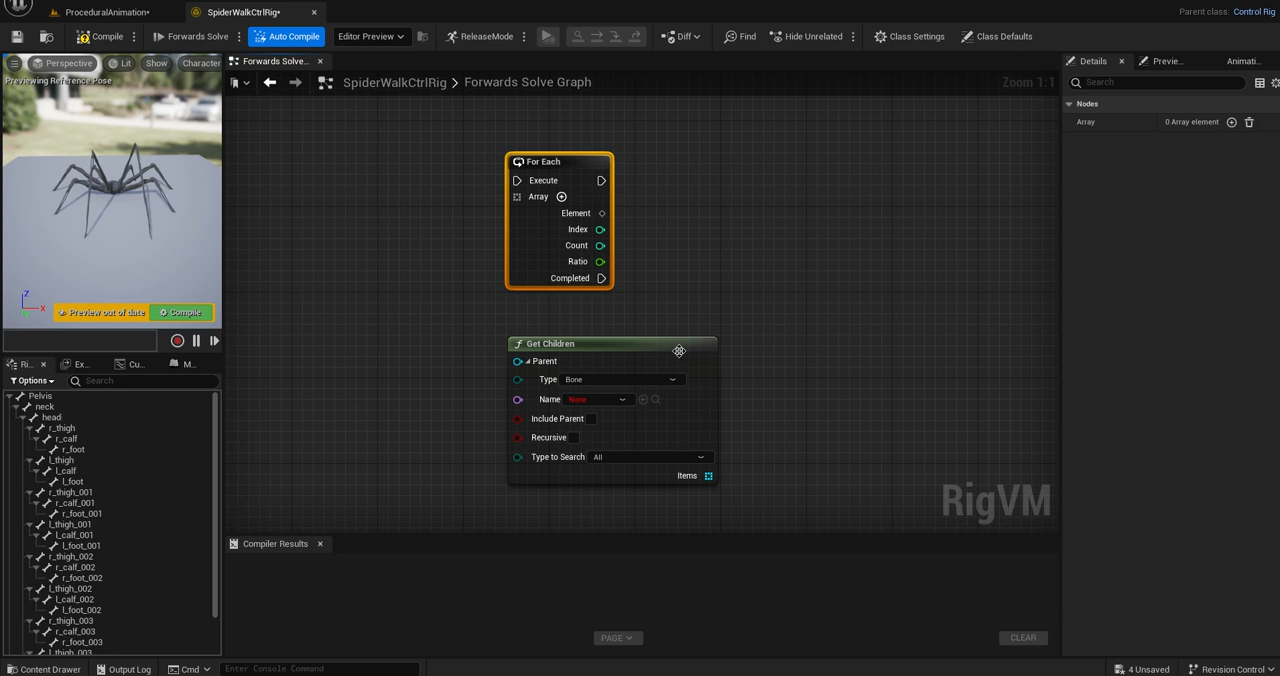 ProceduralAnimation*
SpiderWalkCtrlRig*
Parent class: Control Rig
Compile
Forwards Solve
Auto Compile
Editor Preview
ReleaseMode
Diff
Find
Hide Unrelated
Class Settings
Class Defaults
Perspective
Lit
Show
Character
Previewing Reference Pose
Z
X
Preview out of date
Compile
Forwards Solve...
SpiderWalkCtrlRig > Forwards Solve Graph
Zoom 1:1
For Each
Execute
Array
Element
Index
Count
Ratio
Completed
Get Children
Parent
Type Bone
Name None
Include Parent
Recursive
Type to Search All
Items
RigVM
Compiler Results
PAGE
CLEAR
Details
Previe...
Animati...
Search
Nodes
Array 0 Array element
Ri...
Ex...
Cu...
M...
Options
Search
Pelvis
neck
head
r_thigh
r_calf
r_foot
l_thigh
l_calf
l_foot
r_thigh_001
r_calf_001
r_foot_001
l_thigh_001
l_calf_001
l_foot_001
r_thigh_002
r_calf_002
r_foot_002
l_thigh_002
l_calf_002
l_foot_002
r_thigh_003
r_calf_003
r_foot_003
l_thigh_003
Content Drawer
Output Log
Cmd
Enter Console Command
4 Unsaved
Revision Control